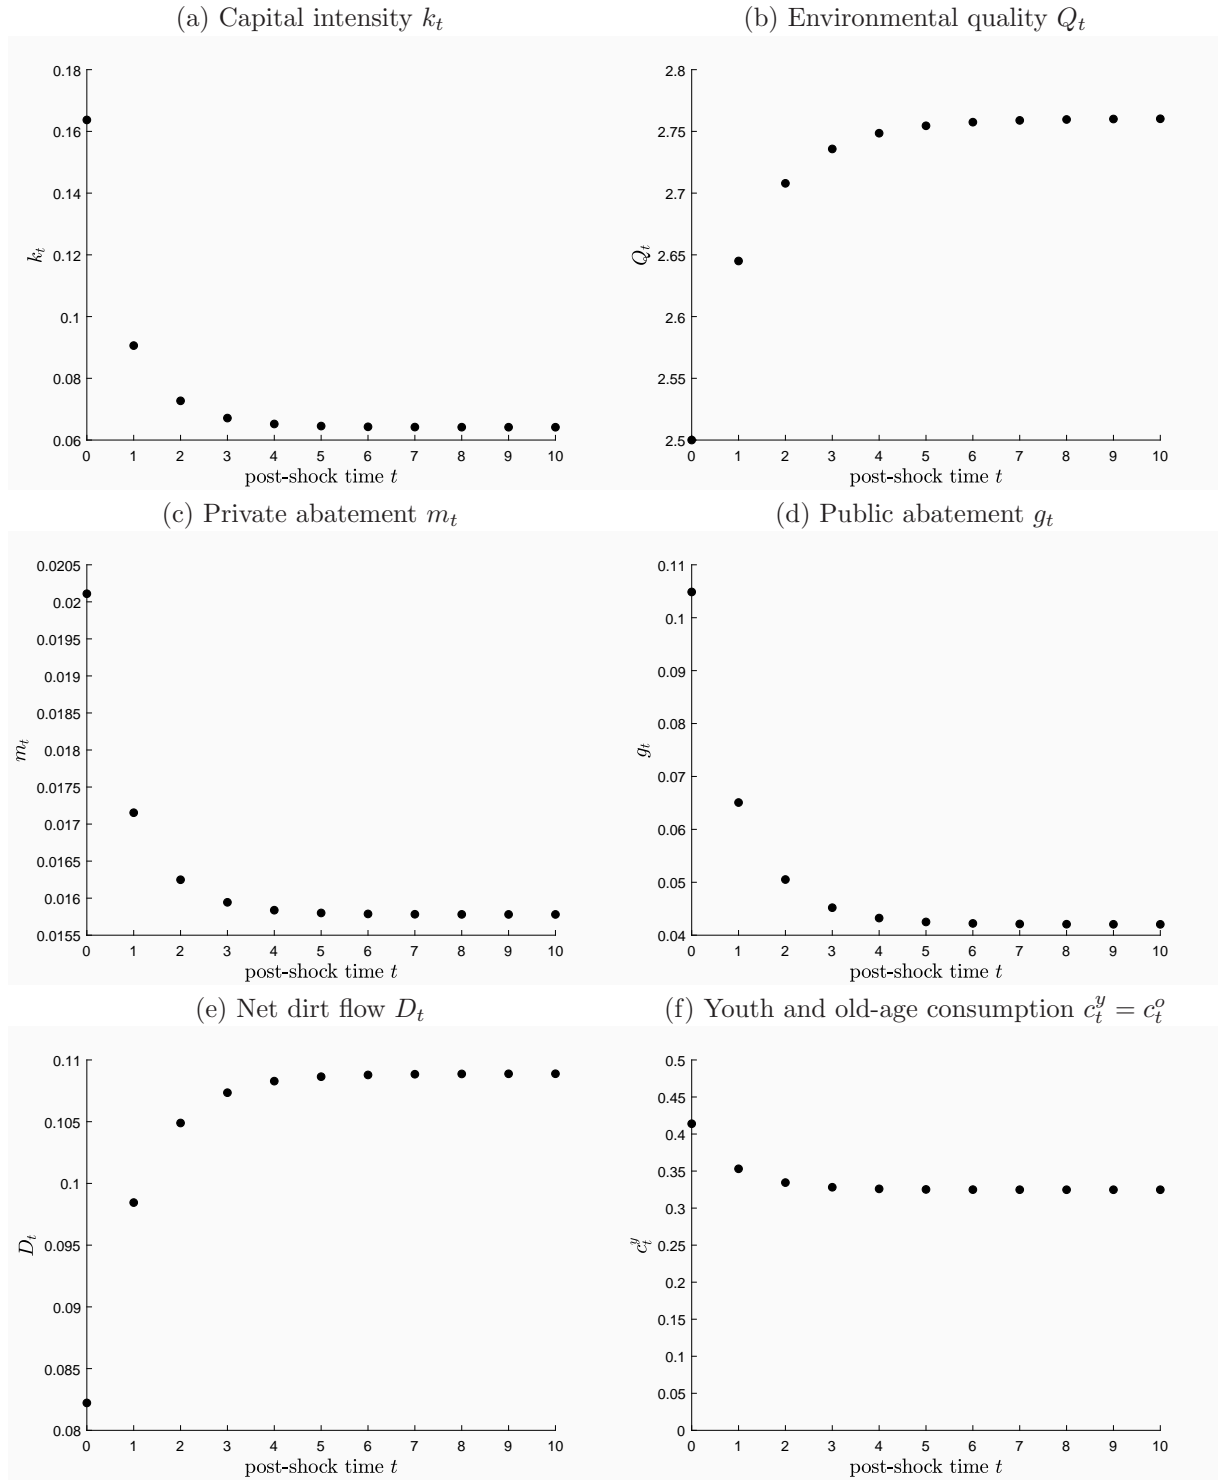 (a) Capital intensity k_t
(b) Environmental quality Q_t
0.18
0.16
0.14
0.12
0.1
0.08
0.06
k_t
0 1 2 3 4 5 6 7 8 9 10
post-shock time t
2.8
2.75
2.7
2.65
2.6
2.55
2.5
Q_t
0 1 2 3 4 5 6 7 8 9 10
post-shock time t
(c) Private abatement m_t
(d) Public abatement g_t
0.0205
0.02
0.0195
0.019
0.0185
0.018
0.0175
0.017
0.0165
0.016
0.0155
m_t
0 1 2 3 4 5 6 7 8 9 10
post-shock time t
0.11
0.1
0.09
0.08
0.07
0.06
0.05
0.04
g_t
0 1 2 3 4 5 6 7 8 9 10
post-shock time t
(e) Net dirt flow D_t
(f) Youth and old-age consumption c_t^y = c_t^o
0.11
0.105
0.1
0.095
0.09
0.085
0.08
D_t
0 1 2 3 4 5 6 7 8 9 10
post-shock time t
0.5
0.45
0.4
0.35
0.3
0.25
0.2
0.15
0.1
0.05
0
c_t^y
0 1 2 3 4 5 6 7 8 9 10
post-shock time t